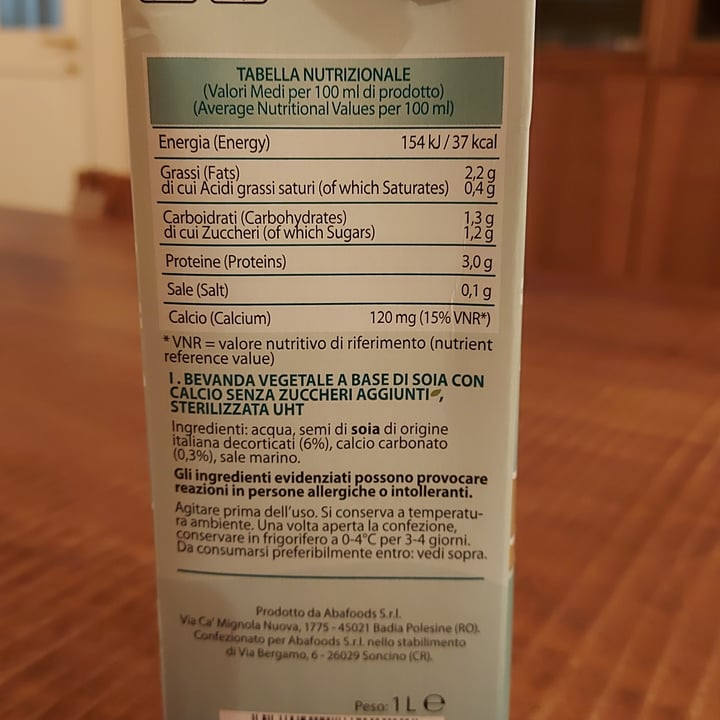 TABELLA NUTRIZIONALE
(Valori Medi per 100 ml di prodotto)
(Average Nutritional Values per 100 ml)
Energia (Energy) 154 kJ / 37 kcal
Grassi (Fats) 2,2 g
di cui Acidi grassi saturi (of which Saturates) 0,4 g
Carboidrati (Carbohydrates) 1,3 g
di cui Zuccheri (of which Sugars) 1,2 g
Proteine (Proteins) 3,0 g
Sale (Salt) 0,1 g
Calcio (Calcium) 120 mg (15% VNR*)
* VNR = valore nutritivo di riferimento (nutrient
reference value)
1. BEVANDA VEGETALE A BASE DI SOIA CON
CALCIO SENZA ZUCCHERI AGGIUNTI,
STERILIZZATA UHT
Ingredienti: acqua, semi di soia di origine
italiana decorticati (6%), calcio carbonato
(0,3%), sale marino.
Gli ingredienti evidenziati possono provocare
reazioni in persone allergiche o intolleranti.
Agitare prima dell'uso. Si conserva a temperatu-
ra ambiente. Una volta aperta la confezione,
conservare in frigorifero a 0-4°C per 3-4 giorni.
Da consumarsi preferibilmente entro: vedi sopra.
Prodotto da Abafoods S.r.l.
Via Ca' Mignola Nuova, 1775 - 45021 Badia Polesine (RO).
Confezionato per Abafoods S.r.l. nello stabilimento
di Via Bergamo, 6 - 26029 Soncino (CR).
Peso: 1 L ℮